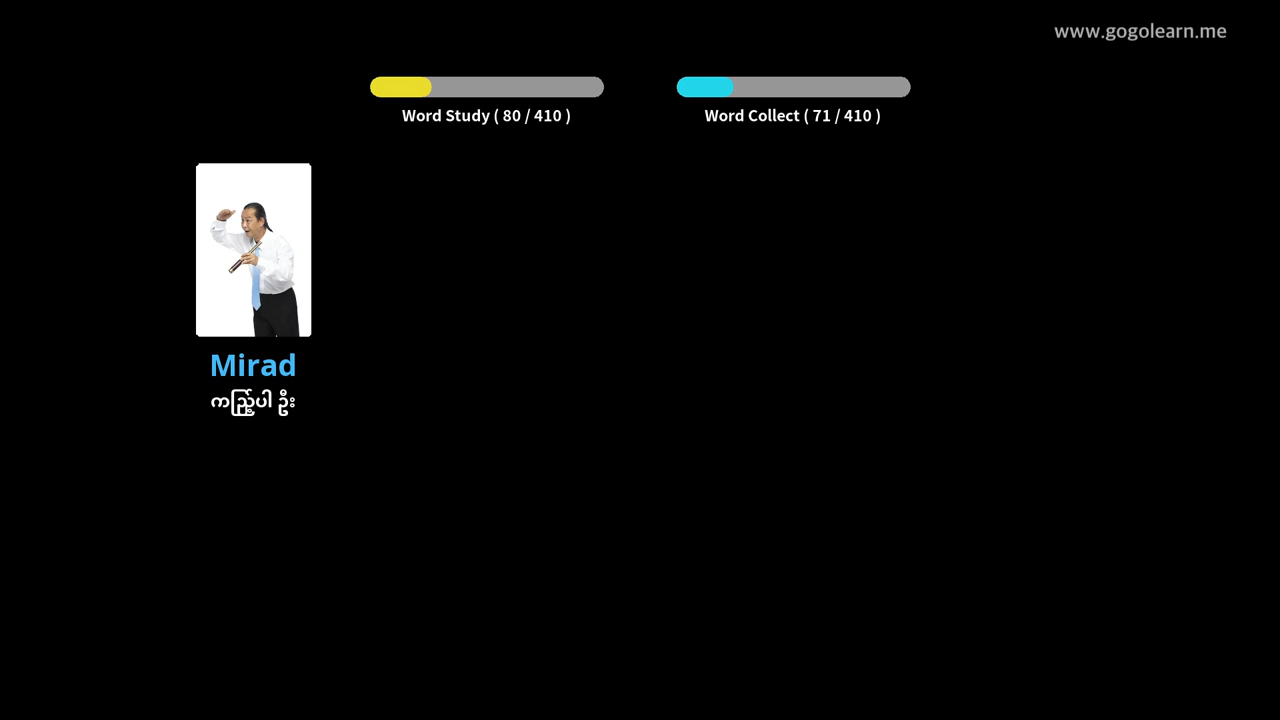 www.gogolearn.me
Word Study ( 80 / 410 )
Word Collect ( 71 / 410 )
Mirad
ကည့်ြပါ ဦး